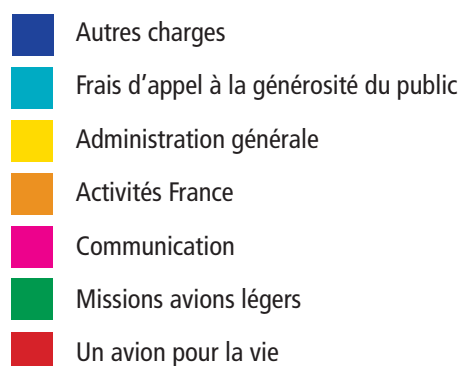 Autres charges
Frais d’appel à la générosité du public
Administration générale
Activités France
Communication
Missions avions légers
Un avion pour la vie